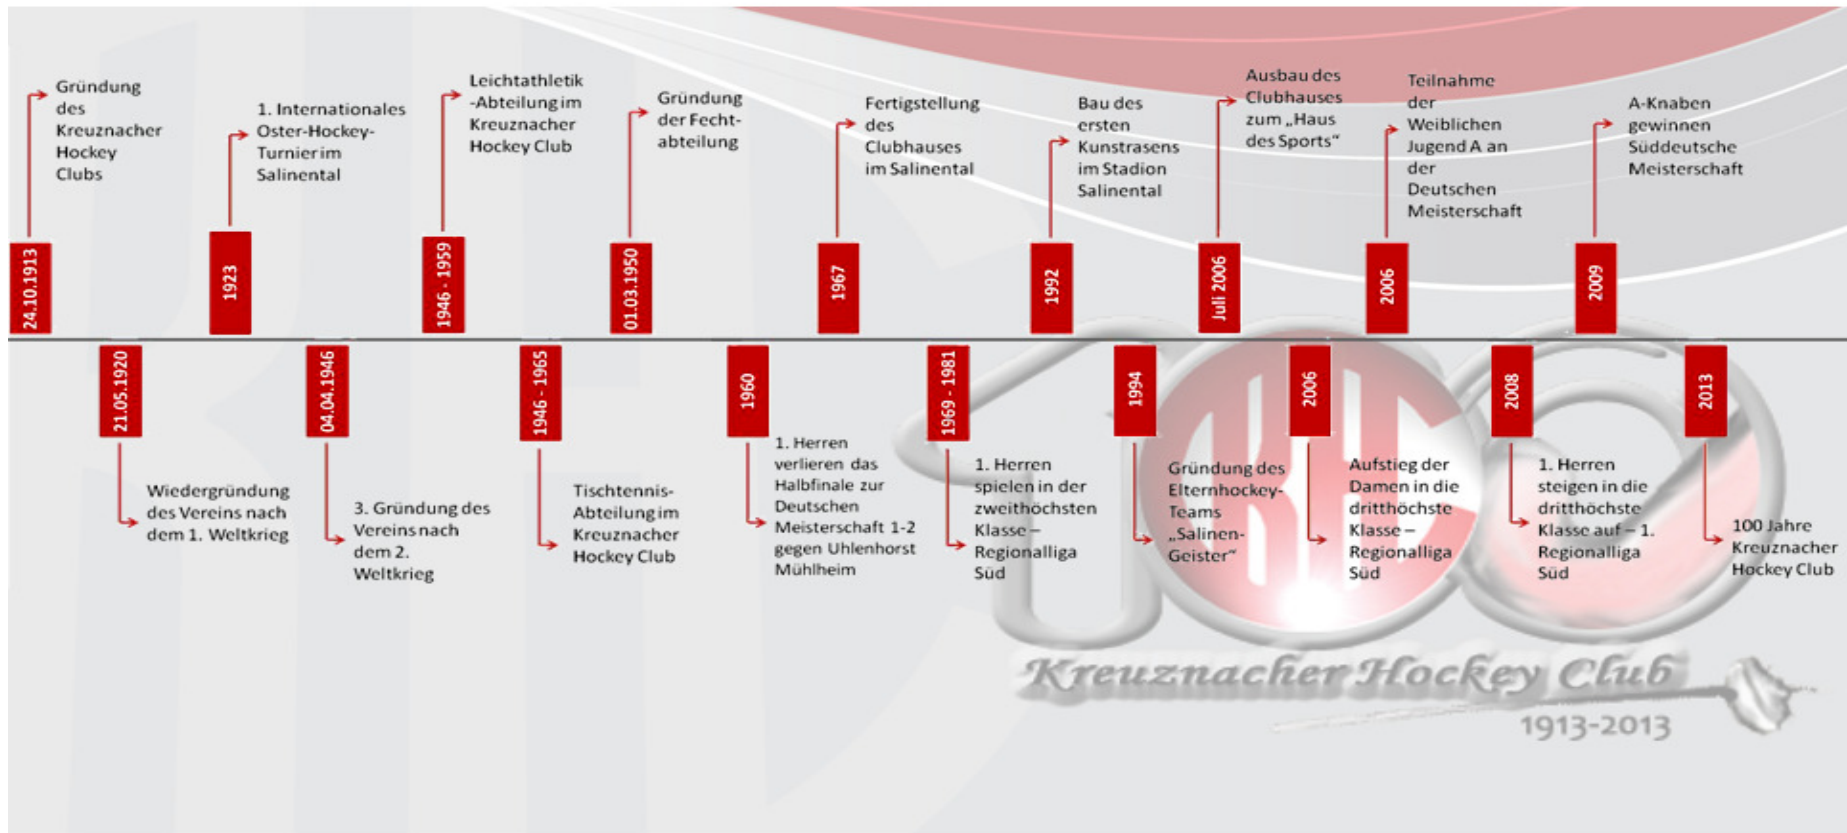 24.10.1913
Gründung
des
Kreuznacher
Hockey
Clubs
21.05.1920
Wiedergründung
des Vereins nach
dem 1. Weltkrieg
1923
1. Internationales
Oster-Hockey-
Turnier im
Salinental
04.04.1946
3. Gründung des
Vereins nach
dem 2.
Weltkrieg
1946 - 1959
Leichtathletik
-Abteilung im
Kreuznacher
Hockey Club
1946 - 1965
Tischtennis-
Abteilung im
Kreuznacher
Hockey Club
01.03.1950
Gründung
der Fecht-
abteilung
1960
1. Herren
verlieren das
Halbfinale zur
Deutschen
Meisterschaft 1-2
gegen Uhlenhorst
Mühlheim
1967
Fertigstellung
des
Clubhauses
im Salinental
1969 - 1981
1. Herren
spielen in der
zweithöchsten
Klasse –
Regionalliga
Süd
1992
Bau des
ersten
Kunstrasens
im Stadion
Salinental
1994
Gründung des
Elternhockey-
Teams
„Salinen-
Geister“
Juli 2006
Ausbau des
Clubhauses
zum „Haus
des Sports“
2006
Aufstieg der
Damen in die
dritthöchste
Klasse –
Regionalliga
Süd
2006
Teilnahme
der
Weiblichen
Jugend A an
der
Deutschen
Meisterschaft
2008
1. Herren
steigen in die
dritthöchste
Klasse auf – 1.
Regionalliga
Süd
2009
A-Knaben
gewinnen
Süddeutsche
Meisterschaft
2013
100 Jahre
Kreuznacher
Hockey Club
100
KHC
Kreuznacher Hockey Club
1913-2013